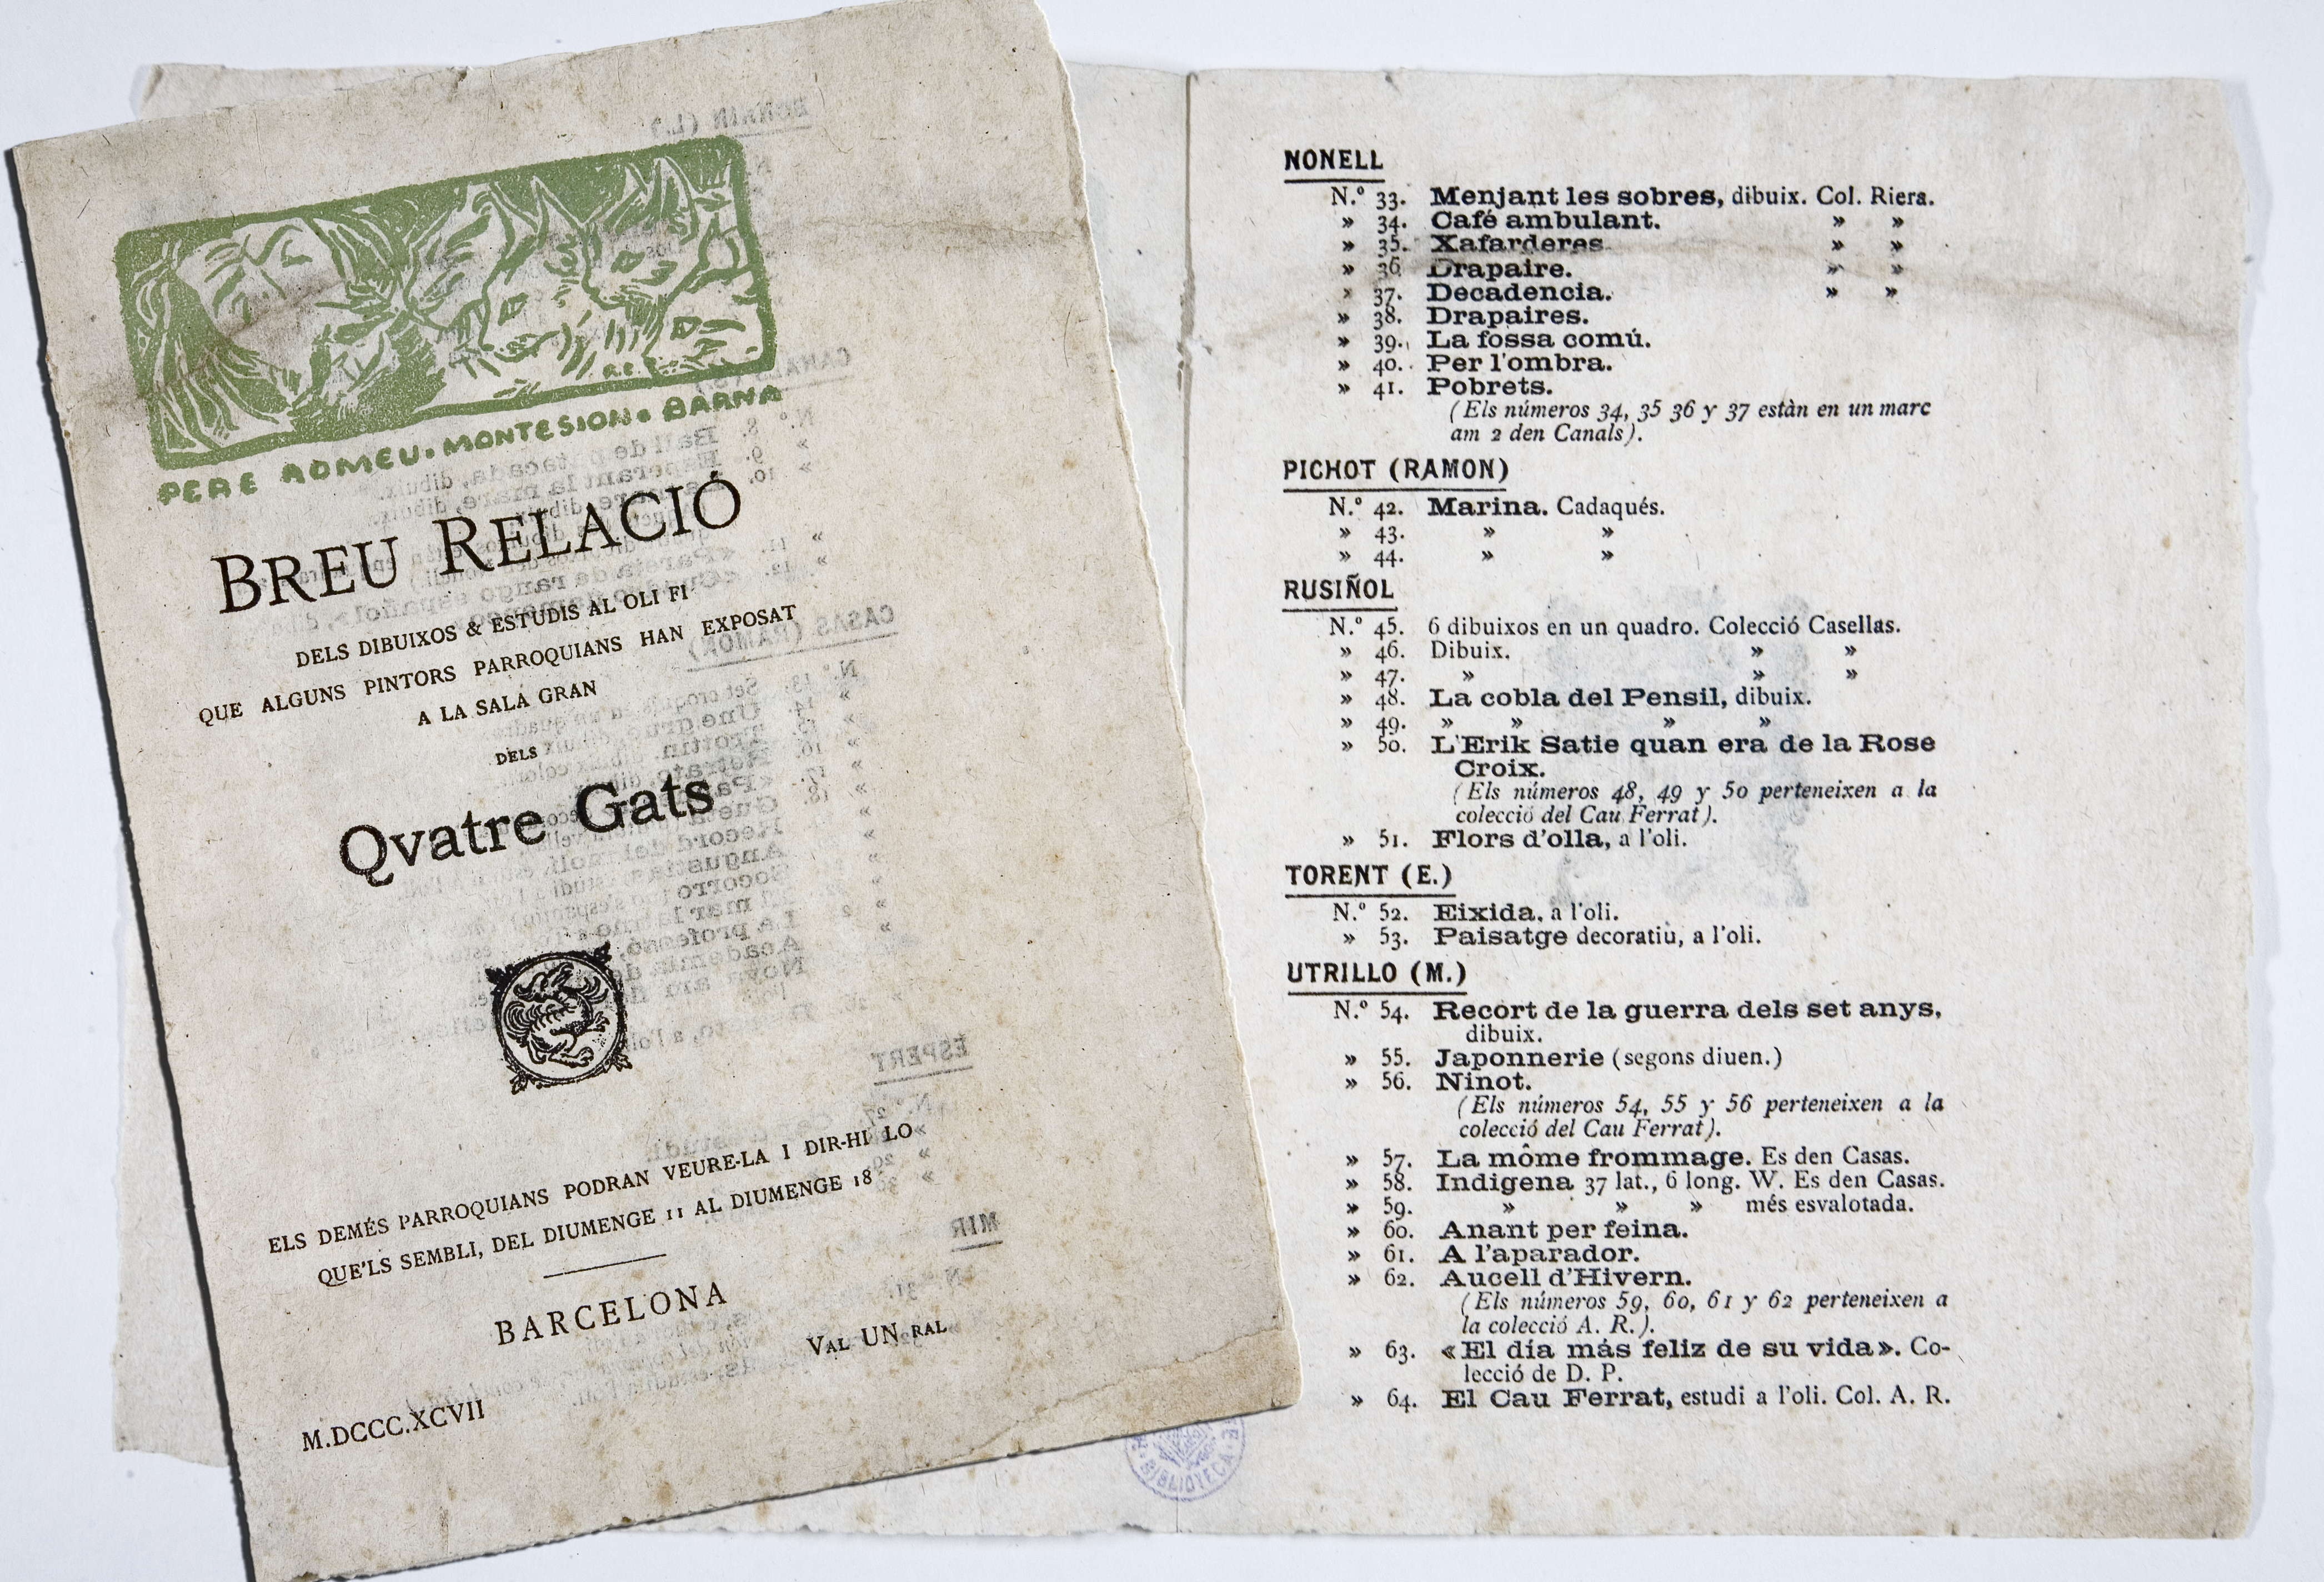 R.C.
PERE ROMEU. MONTESION. BARNA
BREU RELACIÓ
DELS DIBUIXOS & ESTUDIS AL OLI FI
QUE ALGUNS PINTORS PARROQUIANS HAN EXPOSAT
A LA SALA GRAN
DELS
Qvatre Gats
ELS DEMÉS PARROQUIANS PODRAN VEURE-LA I DIR-HI LO
QUE'LS SEMBLI, DEL DIUMENGE 11 AL DIUMENGE 18
BARCELONA
VAL UN RAL
M.DCCC.XCVII
NONELL
N.º 33. Menjant les sobres, dibuix. Col. Riera.
» 34. Café ambulant. » »
» 35. Xafarderes » »
» 36 Drapaire. » »
» 37. Decadencia. » »
» 38. Drapaires.
» 39. La fossa comú.
» 40. Per l'ombra.
» 41. Pobrets.
(Els números 34, 35 36 y 37 estàn en un marc
am 2 den Canals).
PICHOT (RAMON)
N.º 42. Marina. Cadaqués.
» 43. » »
» 44. » »
RUSIÑOL
N.º 45. 6 dibuixos en un quadro. Colecció Casellas.
» 46. Dibuix. » »
» 47. » » »
» 48. La cobla del Pensil, dibuix.
» 49. » » » »
» 50. L'Erik Satie quan era de la Rose
Croix.
(Els números 48, 49 y 50 perteneixen a la
colecció del Cau Ferrat).
» 51. Flors d'olla, a l'oli.
TORENT (E.)
N.º 52. Eixida, a l'oli.
» 53. Paisatge decoratiu, a l'oli.
UTRILLO (M.)
N.º 54. Recort de la guerra dels set anys,
dibuix.
» 55. Japonnerie (segons diuen.)
» 56. Ninot.
(Els números 54, 55 y 56 perteneixen a la
colecció del Cau Ferrat).
» 57. La môme frommage. Es den Casas.
» 58. Indigena 37 lat., 6 long. W. Es den Casas.
» 59. » » » més esvalotada.
» 60. Anant per feina.
» 61. A l'aparador.
» 62. Aucell d'Hivern.
(Els números 59, 60, 61 y 62 perteneixen a
la colecció A. R.).
» 63. «El día más feliz de su vida». Co-
lecció de D. P.
» 64. El Cau Ferrat, estudi a l'oli. Col. A. R.
BIBLIOTECA